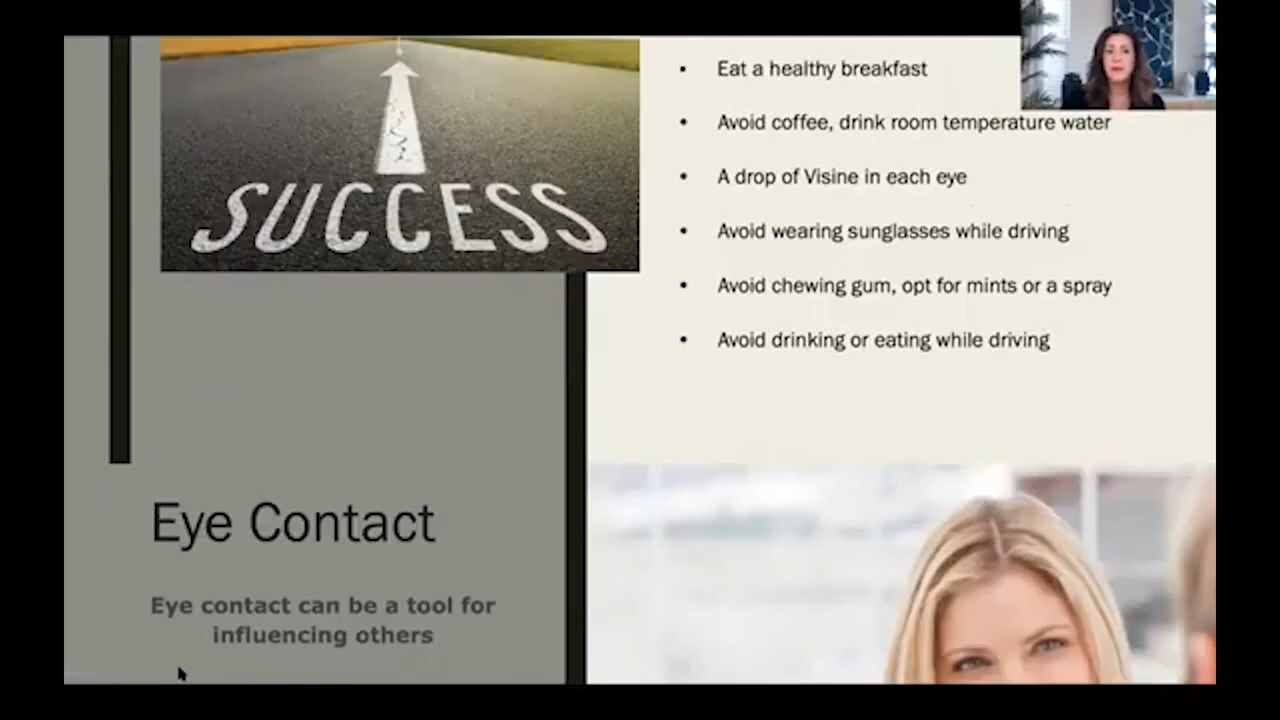 SUCCESS
Eat a healthy breakfast
Avoid coffee, drink room temperature water
A drop of Visine in each eye
Avoid wearing sunglasses while driving
Avoid chewing gum, opt for mints or a spray
Avoid drinking or eating while driving
Eye Contact
Eye contact can be a tool for
influencing others